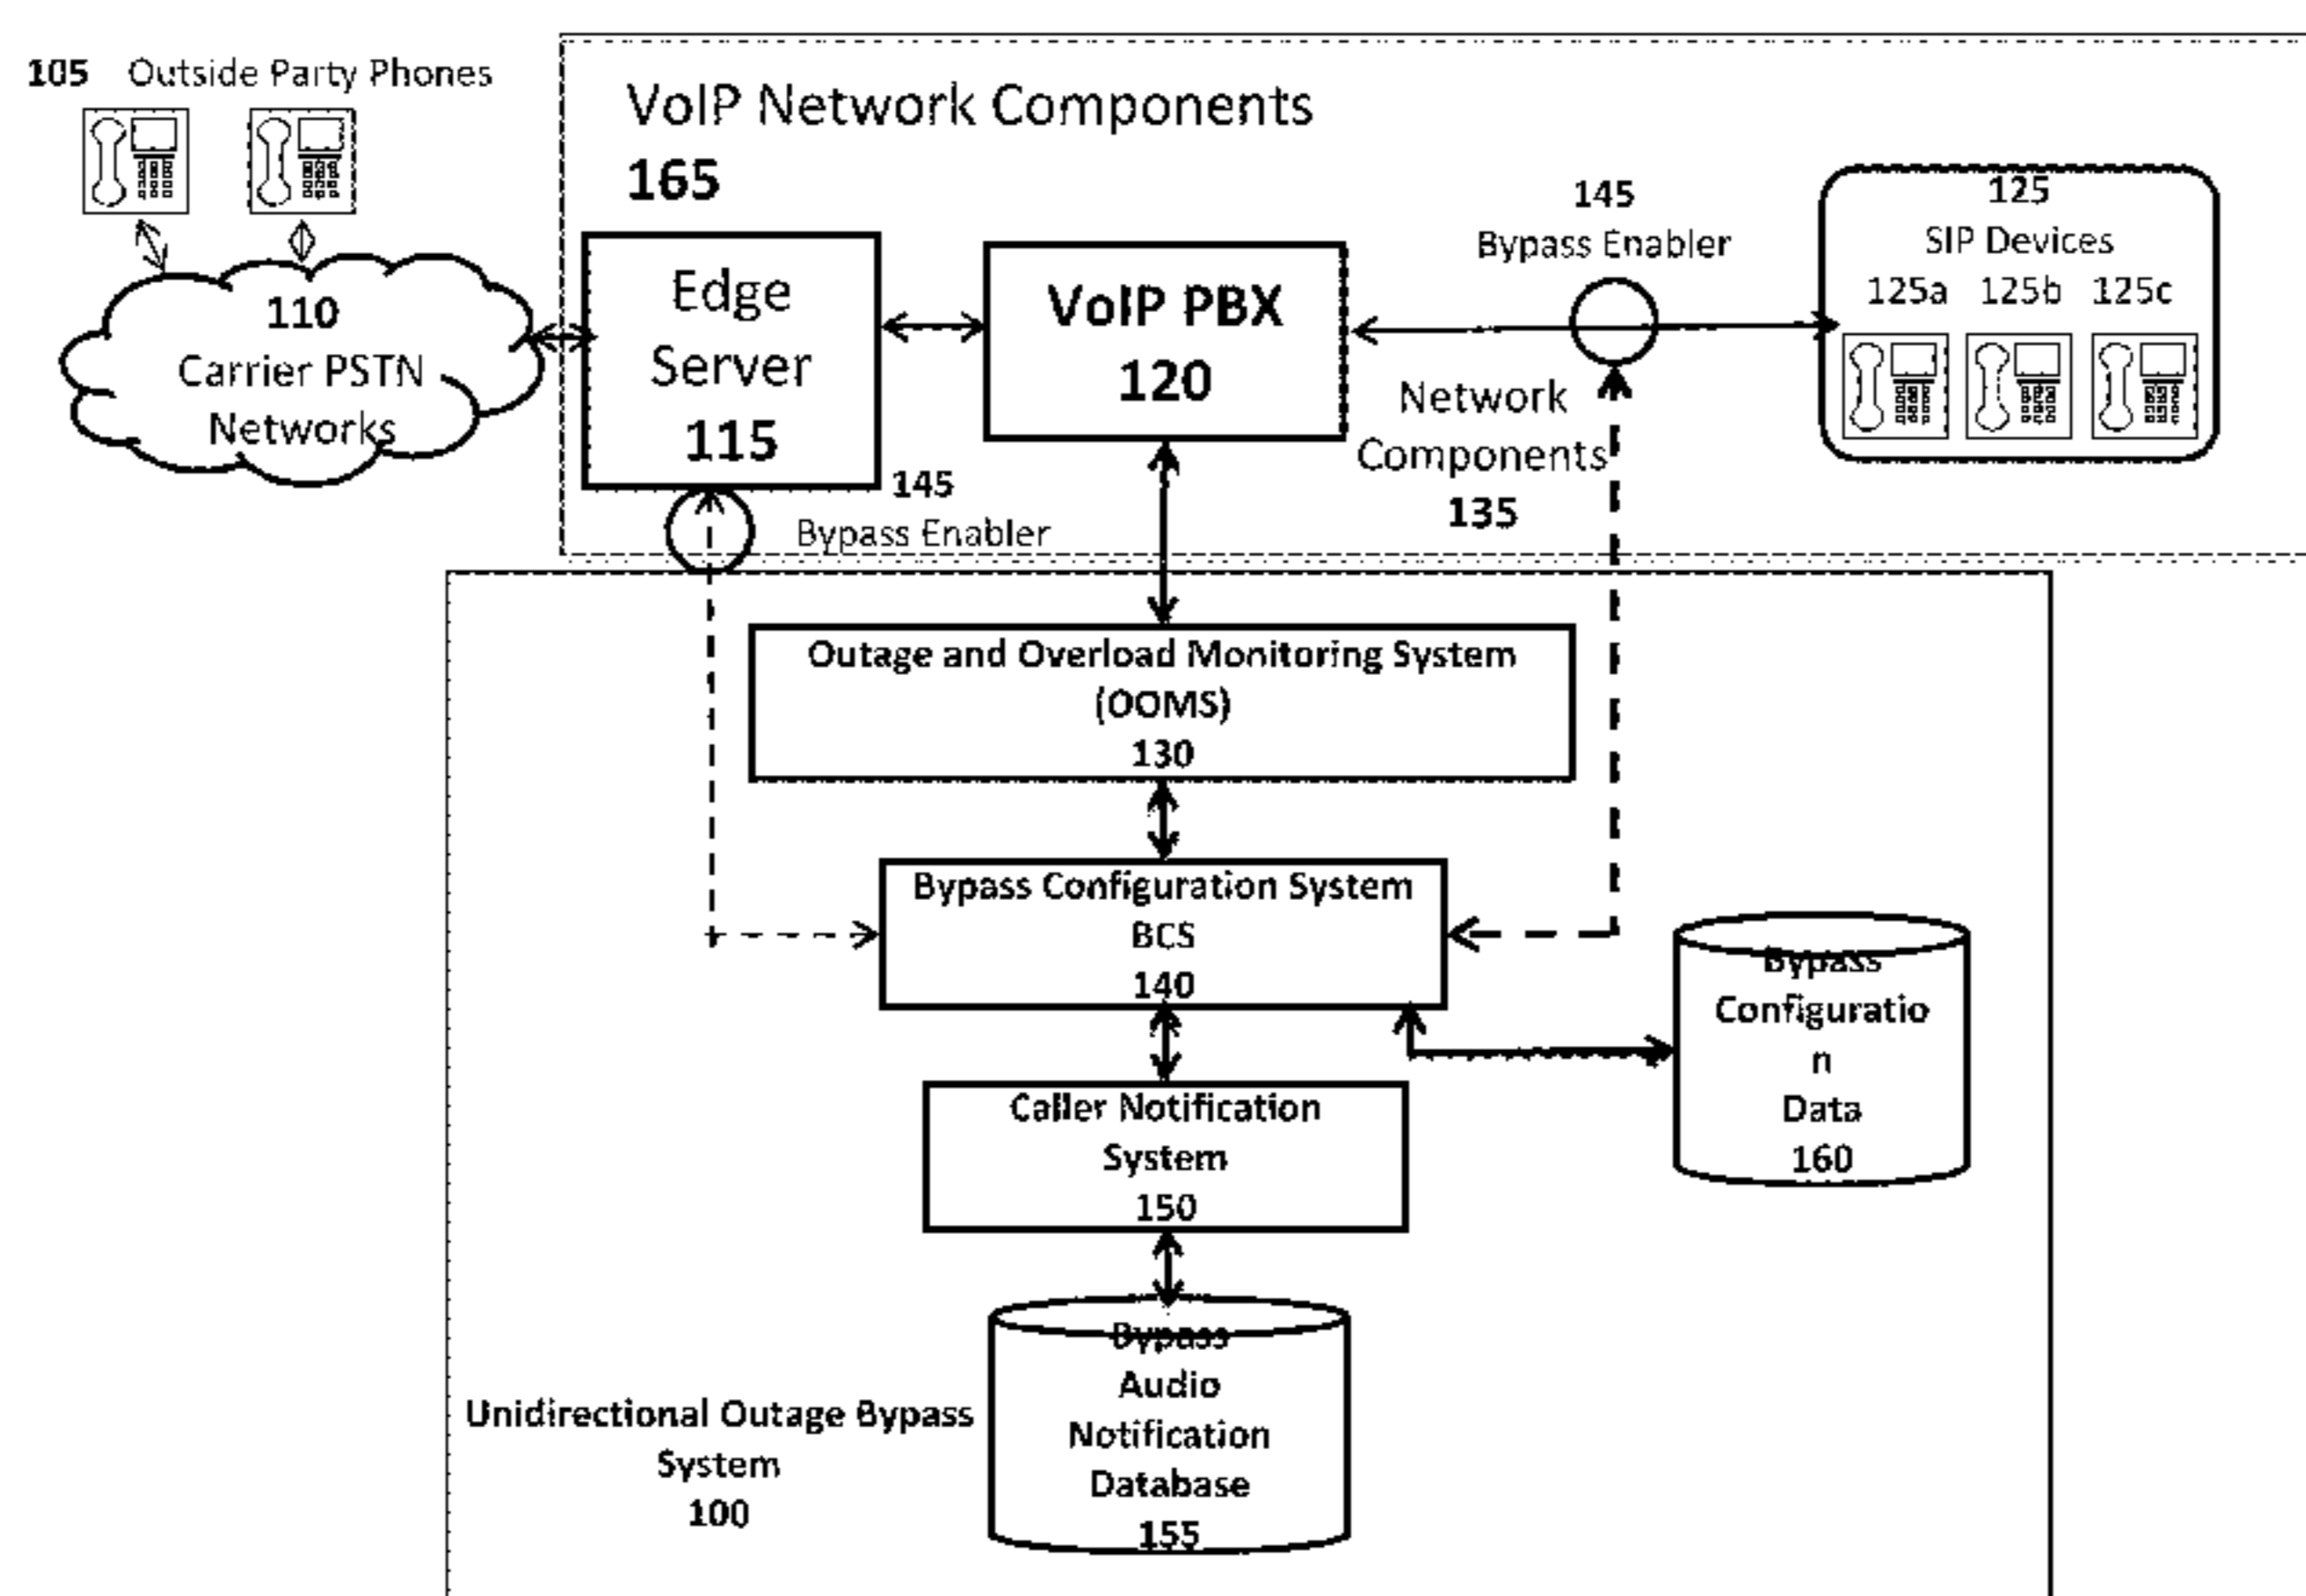 105 Outside Party Phones
VoIP Network Components
165
110
Carrier PSTN
Networks
Edge
Server
115
VoIP PBX
120
145
Bypass Enabler
125
SIP Devices
125a 125b 125c
Network
Components
135
145
Bypass Enabler
Outage and Overload Monitoring System
(OOMS)
130
Bypass Configuration System
BCS
140
Bypass
Configuratio
n
Data
160
Caller Notification
System
150
Bypass
Audio
Notification
Database
155
Unidirectional Outage Bypass
System
100